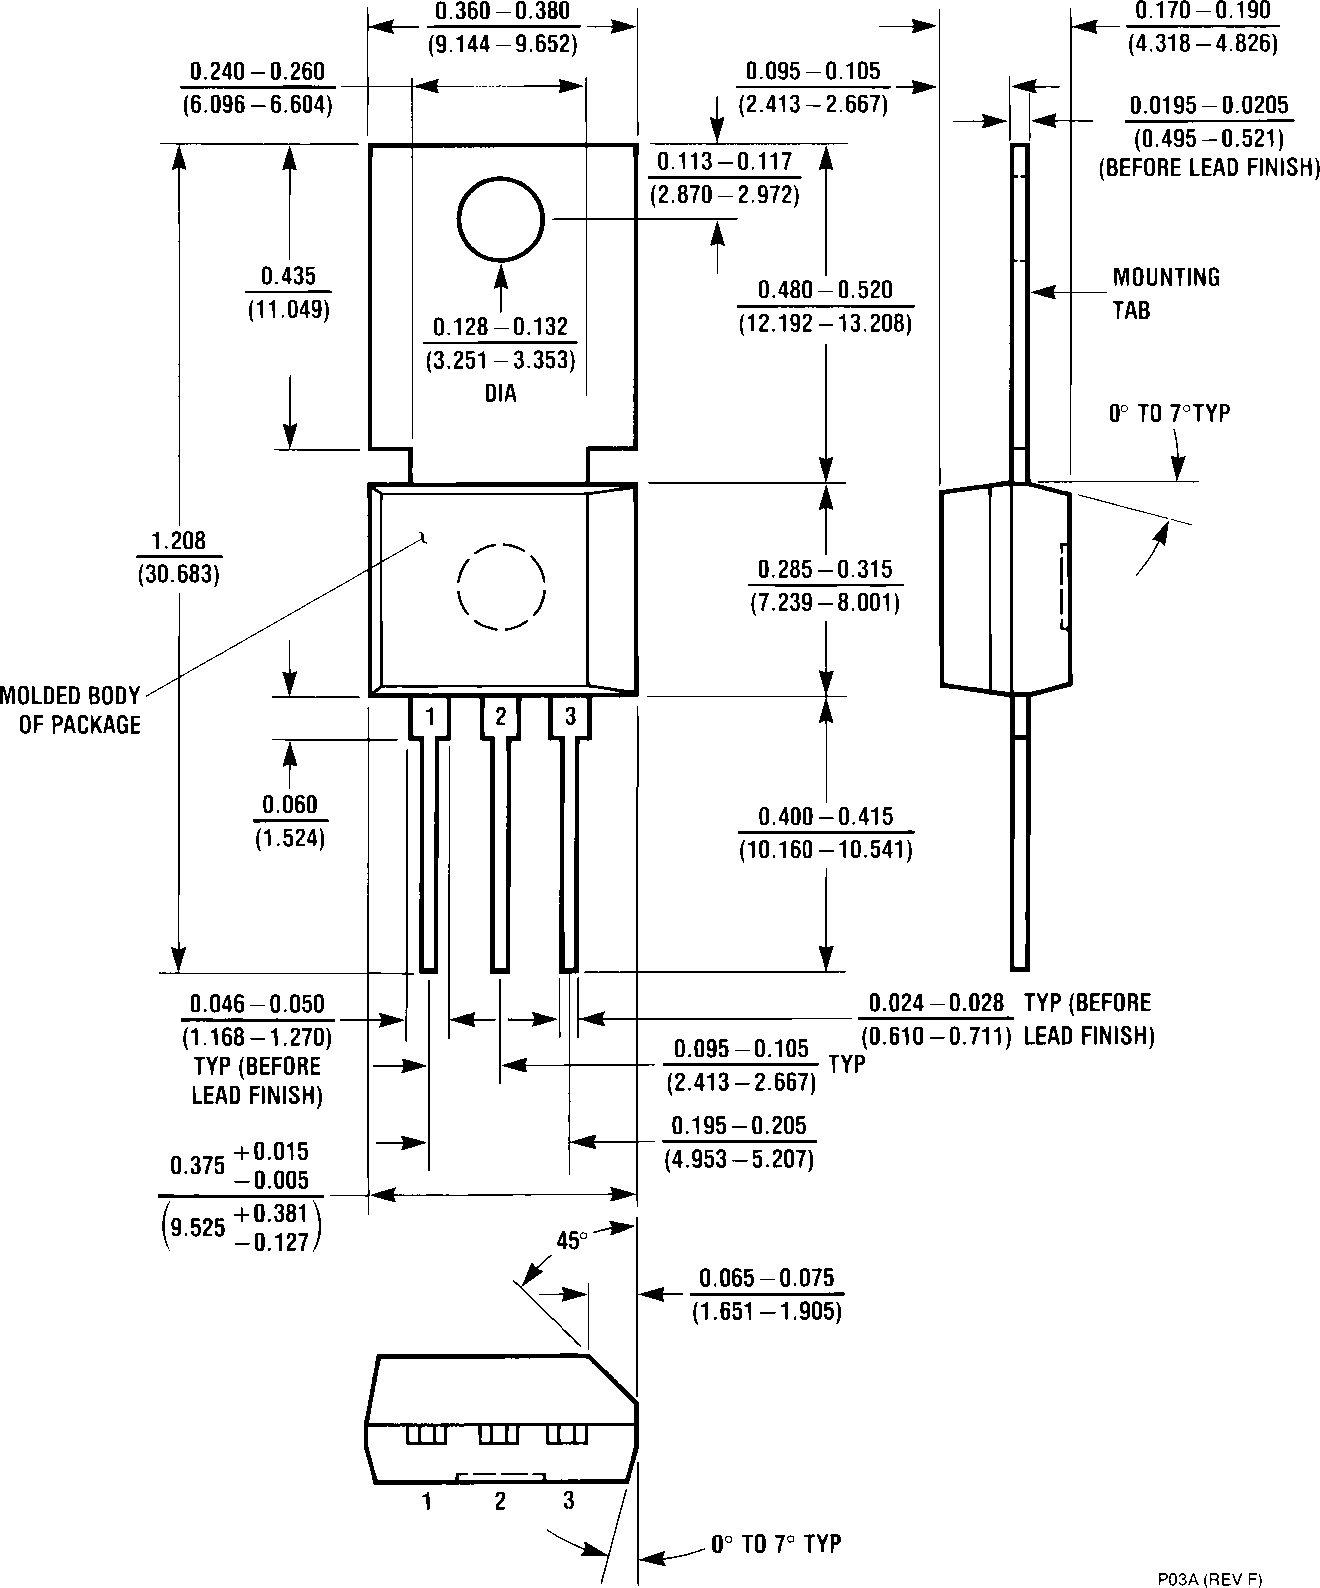 0.360 – 0.380
(9.144 – 9.652)
0.170 – 0.190
(4.318 – 4.826)
0.240 – 0.260
(6.096 – 6.604)
0.095 – 0.105
(2.413 – 2.667)
0.0195 – 0.0205
(0.495 – 0.521)
(BEFORE LEAD FINISH)
0.113 – 0.117
(2.870 – 2.972)
0.435
(11.049)
0.480 – 0.520
(12.192 – 13.208)
MOUNTING
TAB
0.128 – 0.132
(3.251 – 3.353)
DIA
0° TO 7° TYP
1.208
(30.683)
0.285 – 0.315
(7.239 – 8.001)
MOLDED BODY
OF PACKAGE
1 2 3
0.060
(1.524)
0.400 – 0.415
(10.160 – 10.541)
0.046 – 0.050
(1.168 – 1.270)
TYP (BEFORE
LEAD FINISH)
0.024 – 0.028 TYP (BEFORE
(0.610 – 0.711) LEAD FINISH)
0.095 – 0.105
(2.413 – 2.667) TYP
0.195 – 0.205
(4.953 – 5.207)
0.375 +0.015
–0.005
(9.525 +0.381
–0.127)
45°
0.065 – 0.075
(1.651 – 1.905)
1 2 3
0° TO 7° TYP
P03A (REV F)